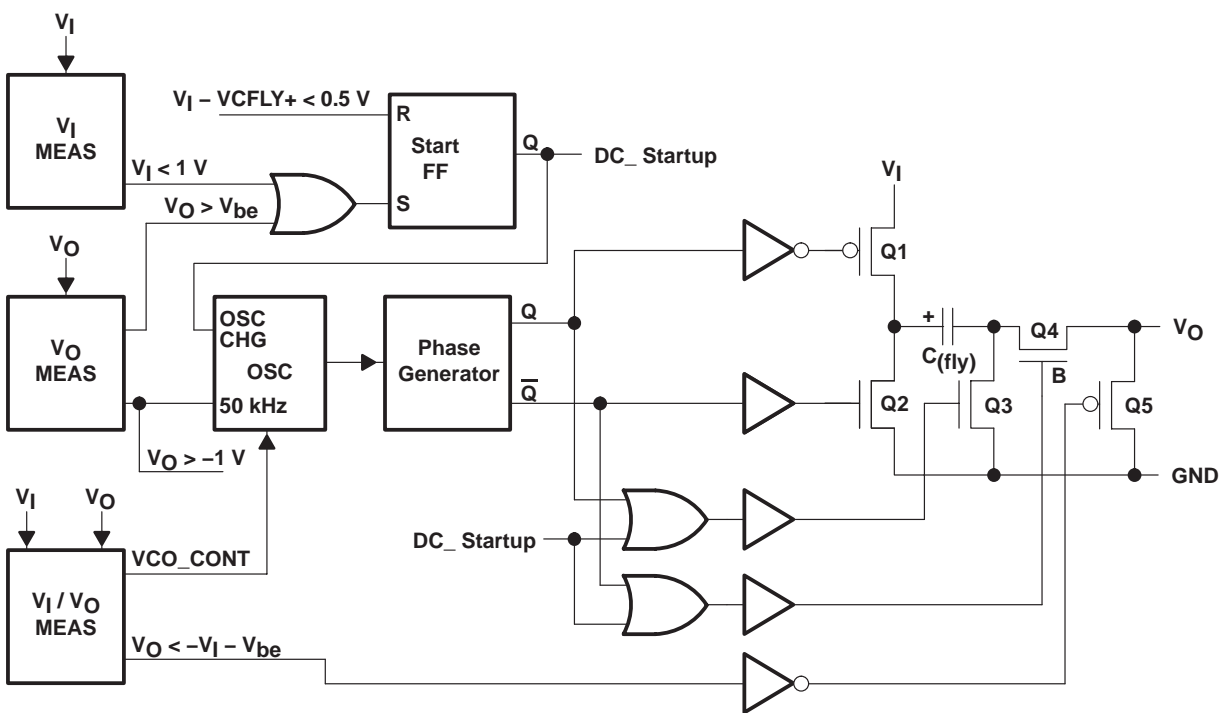 VI
VI
MEAS
VI – VCFLY+ < 0.5 V
R
Start
FF
Q
S
DC_ Startup
VI < 1 V
VO > Vbe
VO
VO
MEAS
OSC
CHG
OSC
50 kHz
VO > –1 V
Phase
Generator
Q
Q̅
VI
Q1
+
C(fly)
Q4
B
VO
Q2
Q3
Q5
GND
DC_ Startup
VI
VO
VI / VO
MEAS
VCO_CONT
VO < –VI – Vbe